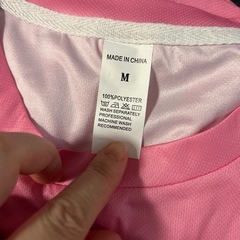 MADE IN CHINA
M
100%POLYESTER
WASH SEPARATELY
PROFESSIONAL
MACHINE WASH
RECOMMENDED